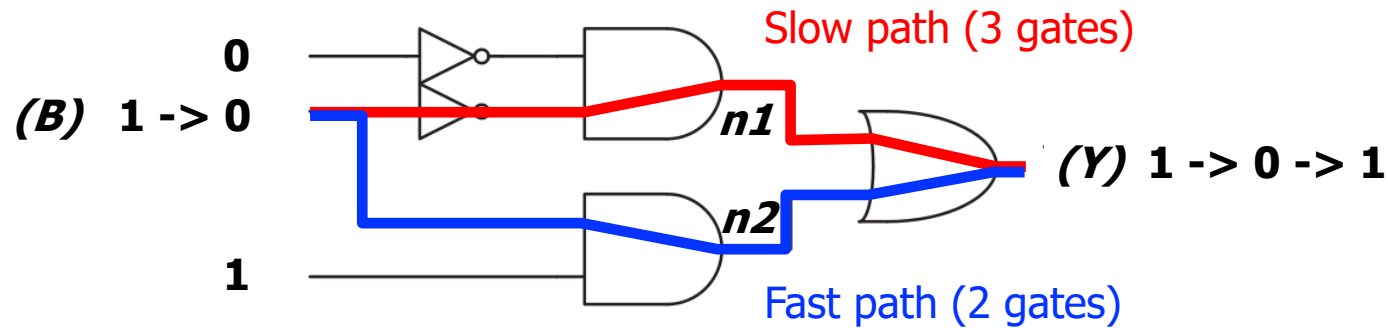 Slow path (3 gates)
0
(B) 1 -> 0
n1
(Y) 1 -> 0 -> 1
n2
1
Fast path (2 gates)